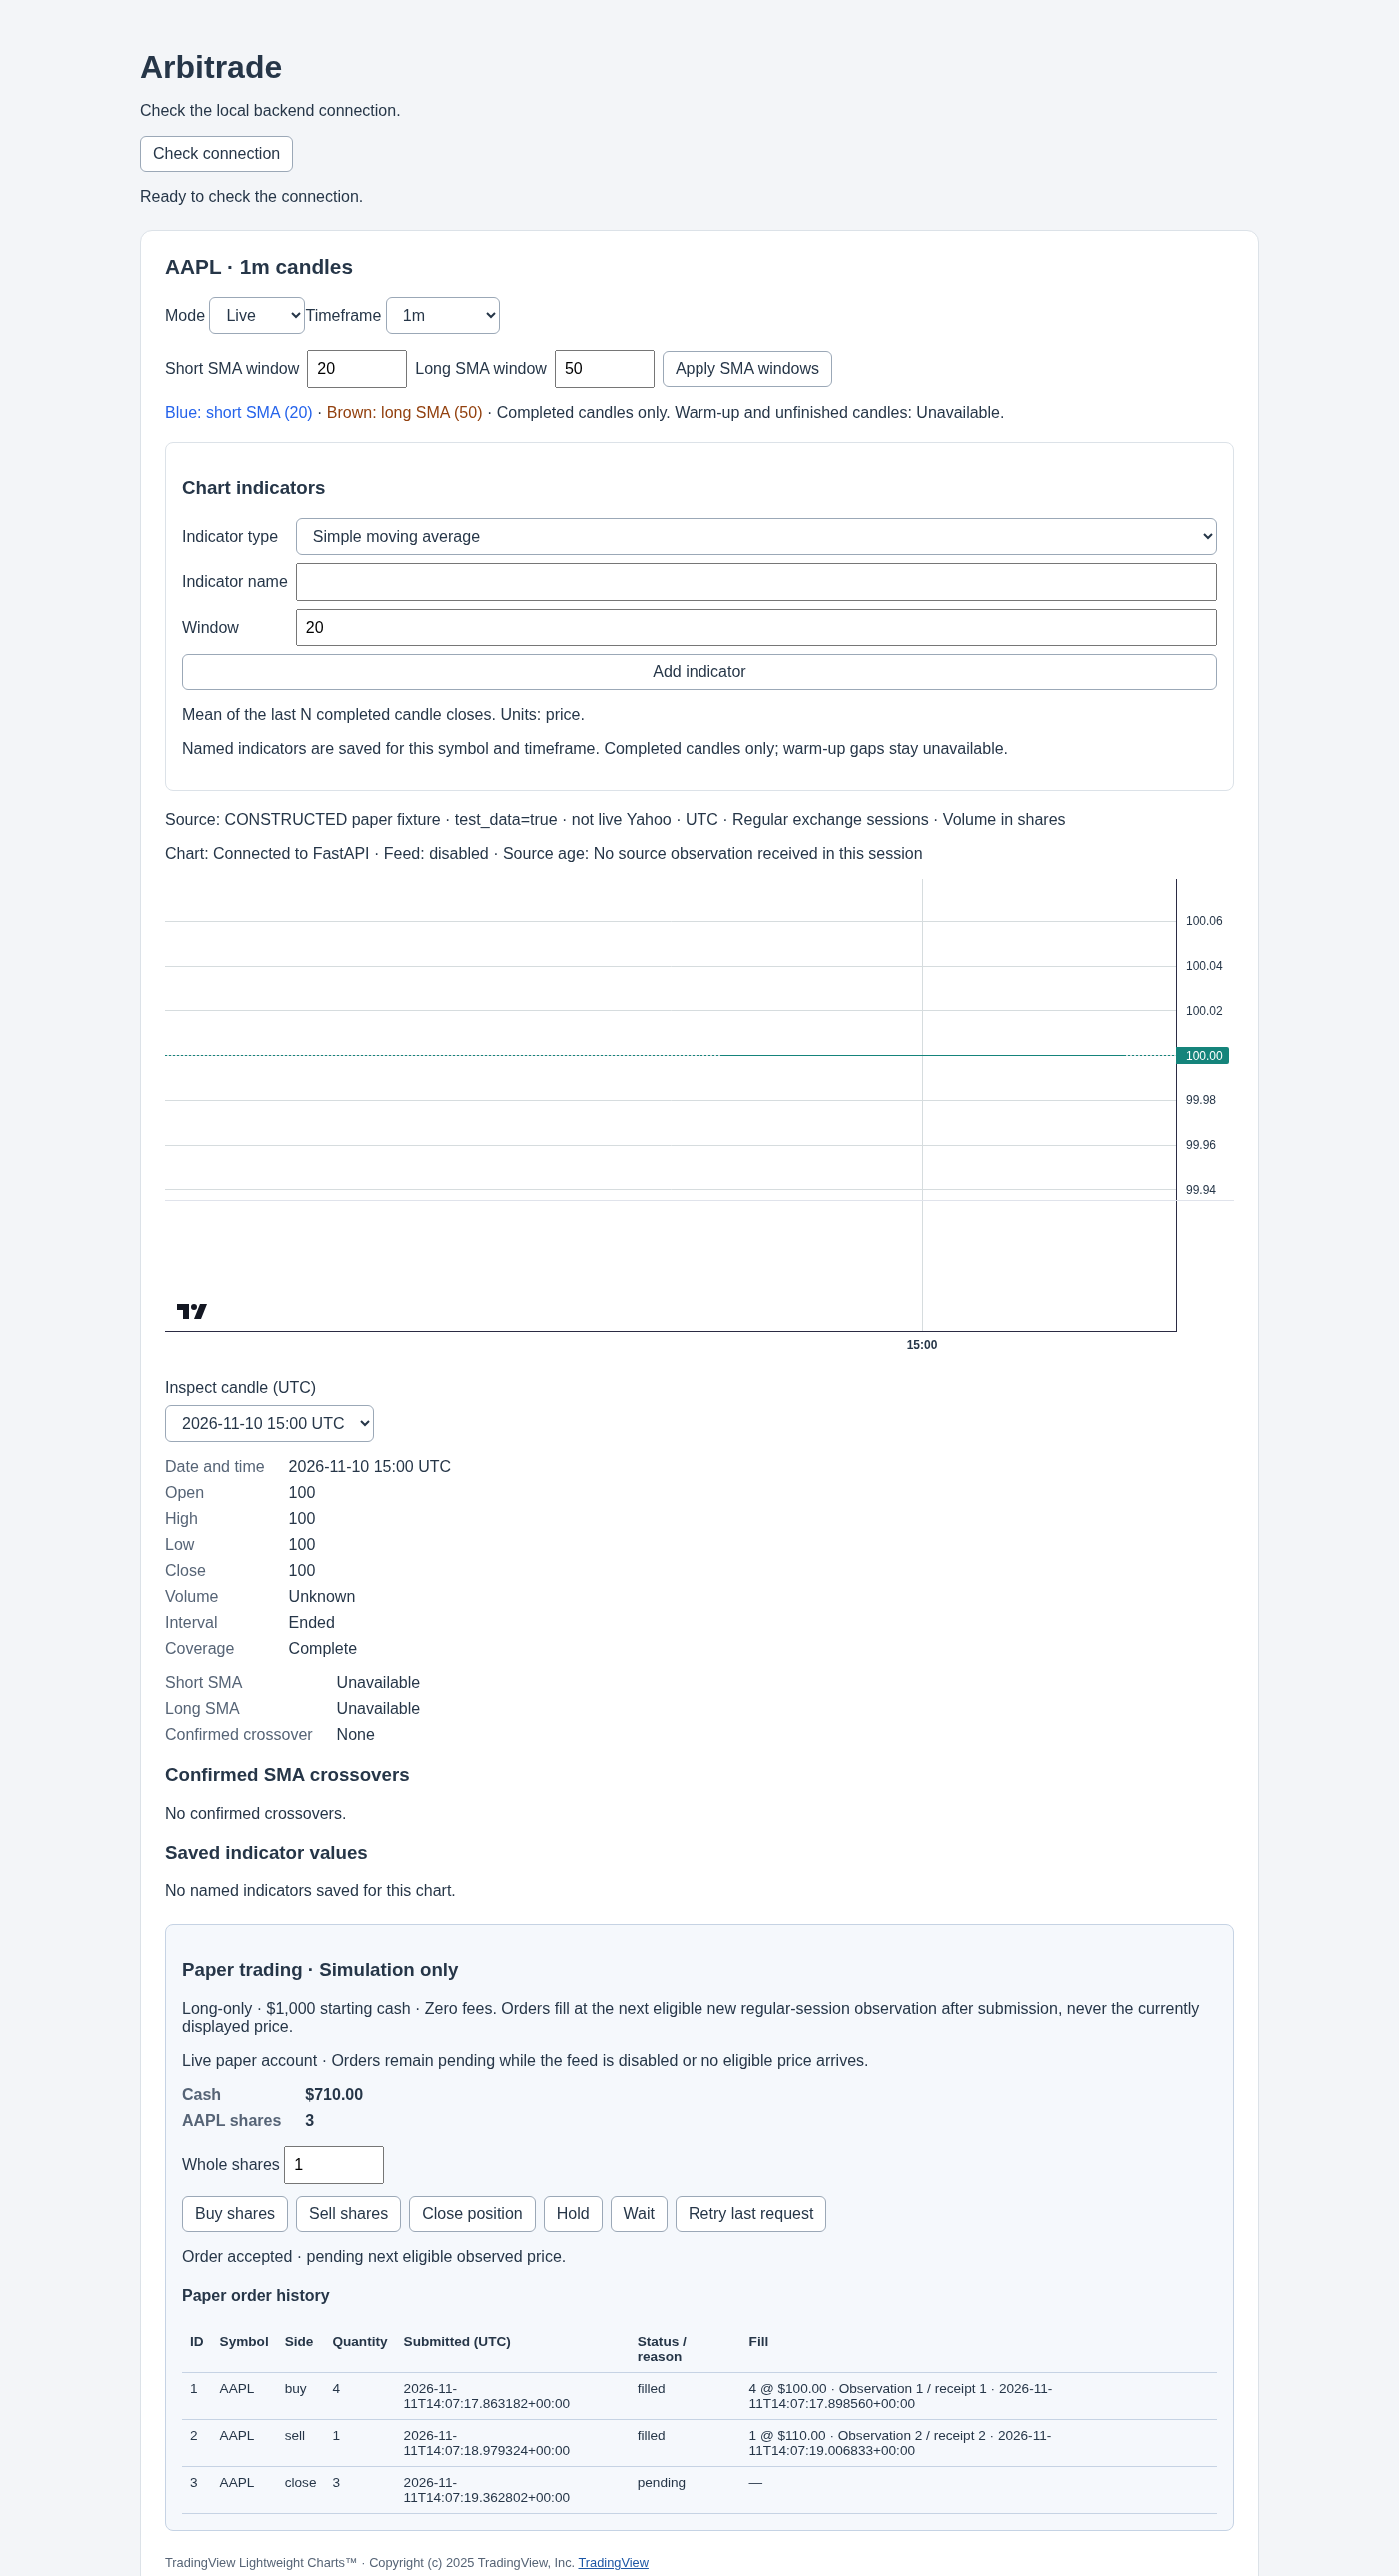 Arbitrade
Check the local backend connection.
Check connection
Ready to check the connection.
AAPL · 1m candles
Mode Live Timeframe 1m
Short SMA window 20 Long SMA window 50 Apply SMA windows
Blue: short SMA (20) · Brown: long SMA (50) · Completed candles only. Warm-up and unfinished candles: Unavailable.
Chart indicators
Indicator type Simple moving average
Indicator name
Window 20
Add indicator
Mean of the last N completed candle closes. Units: price.
Named indicators are saved for this symbol and timeframe. Completed candles only; warm-up gaps stay unavailable.
Source: CONSTRUCTED paper fixture · test_data=true · not live Yahoo · UTC · Regular exchange sessions · Volume in shares
Chart: Connected to FastAPI · Feed: disabled · Source age: No source observation received in this session
100.06
100.04
100.02
100.00
99.98
99.96
99.94
15:00
Inspect candle (UTC)
2026-11-10 15:00 UTC
Date and time 2026-11-10 15:00 UTC
Open 100
High 100
Low 100
Close 100
Volume Unknown
Interval Ended
Coverage Complete
Short SMA Unavailable
Long SMA Unavailable
Confirmed crossover None
Confirmed SMA crossovers
No confirmed crossovers.
Saved indicator values
No named indicators saved for this chart.
Paper trading · Simulation only
Long-only · $1,000 starting cash · Zero fees. Orders fill at the next eligible new regular-session observation after submission, never the currently
displayed price.
Live paper account · Orders remain pending while the feed is disabled or no eligible price arrives.
Cash $710.00
AAPL shares 3
Whole shares 1
Buy shares Sell shares Close position Hold Wait Retry last request
Order accepted · pending next eligible observed price.
Paper order history
ID Symbol Side Quantity Submitted (UTC) Status / reason Fill
1 AAPL buy 4 2026-11-11T14:07:17.863182+00:00 filled 4 @ $100.00 · Observation 1 / receipt 1 · 2026-11-11T14:07:17.898560+00:00
2 AAPL sell 1 2026-11-11T14:07:18.979324+00:00 filled 1 @ $110.00 · Observation 2 / receipt 2 · 2026-11-11T14:07:19.006833+00:00
3 AAPL close 3 2026-11-11T14:07:19.362802+00:00 pending —
TradingView Lightweight Charts™ · Copyright (c) 2025 TradingView, Inc. TradingView